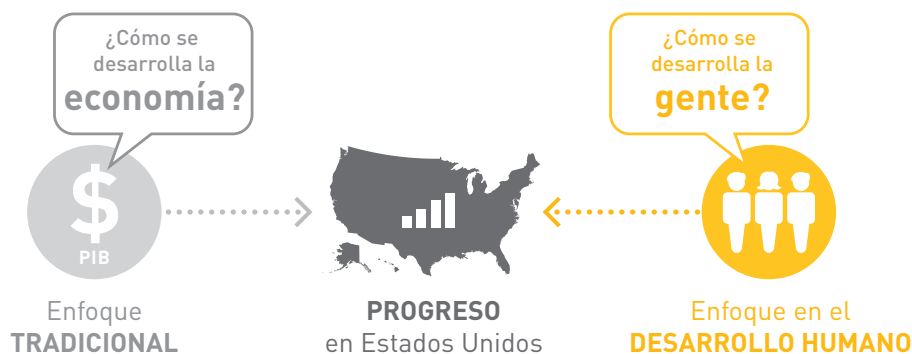 ¿Cómo se
desarrolla la
economía?
$
PIB
Enfoque
TRADICIONAL
PROGRESO
en Estados Unidos
¿Cómo se
desarrolla la
gente?
Enfoque en el
DESARROLLO HUMANO